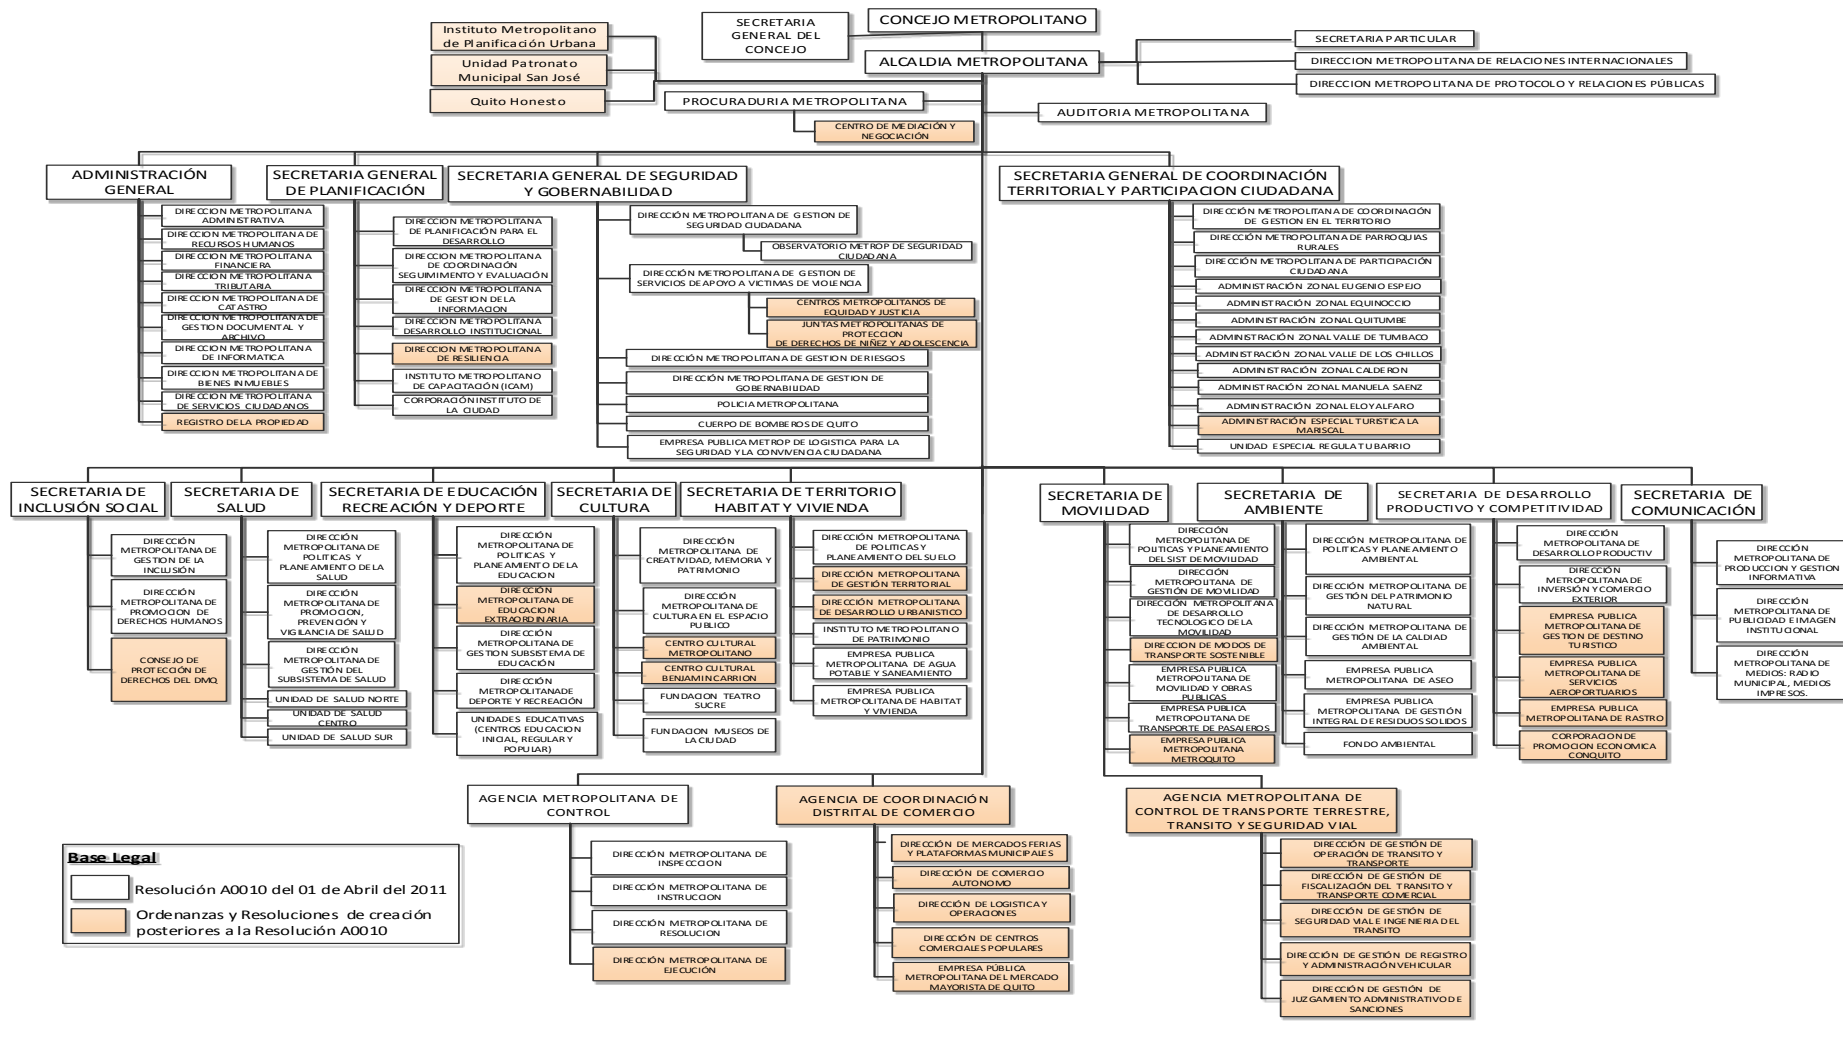 SECRETARIA
GENERAL DEL
CONCEJO
CONCEJO METROPOLITANO
ALCALDIA METROPOLITANA
Instituto Metropolitano
de Planificación Urbana
Unidad Patronato
Municipal San José
Quito Honesto
SECRETARIA PARTICULAR
DIRECCION METROPOLITANA DE RELACIONES INTERNACIONALES
DIRECCION METROPOLITANA DE PROTOCOLO Y RELACIONES PÚBLICAS
PROCURADURIA METROPOLITANA
AUDITORIA METROPOLITANA
CENTRO DE MEDIACIÓN Y
NEGOCIACIÓN
ADMINISTRACIÓN
GENERAL
DIRECCION METROPOLITANA
ADMINISTRATIVA
DIRECCION METROPOLITANA DE
RECURSOS HUMANOS
DIRECCION METROPOLITANA
FINANCIERA
DIRECCION METROPOLITANA
TRIBUTARIA
DIRECCION METROPOLITANA DE
CATASTRO
DIRECCION METROPOLITANA DE
GESTION DOCUMENTAL Y
ARCHIVO
DIRECCION METROPOLITANA
DE INFORMATICA
DIRECCION METROPOLITANA DE
BIENES INMUEBLES
DIRECCION METROPOLITANA
DE SERVICIOS CIUDADANOS
REGISTRO DE LA PROPIEDAD
SECRETARIA GENERAL
DE PLANIFICACIÓN
DIRECCION METROPOLITANA
DE PLANIFICACIÓN PARA EL
DESARROLLO
DIRECCION METROPOLITANA
DE COORDINACIÓN
SEGUIMIMENTO Y EVALUACIÓN
DIRECCION METROPOLITANA
DE GESTION DE LA
INFORMACION
DIRECCION METROPOLITANA
DESARROLLO INSTITUCIONAL
DIRECCION METROPOLITANA
DE RESILIENCIA
INSTITUTO METROPOLITANO
DE CAPACITACIÓN (ICAM)
CORPORACIÓN INSTITUTO DE
LA CIUDAD
SECRETARIA GENERAL DE SEGURIDAD
Y GOBERNABILIDAD
DIRECCIÓN METROPOLITANA DE GESTION DE
SEGURIDAD CIUDADANA
OBSERVATORIO METROP DE SEGURIDAD
CIUDADANA
DIRECCIÓN METROPOLITANA DE GESTION DE
SERVICIOS DE APOYO A VICTIMAS DE VIOLENCIA
CENTROS METROPOLITANOS DE
EQUIDAD Y JUSTICIA
JUNTAS METROPOLITANAS DE
PROTECCION
DE DERECHOS DE NIÑEZ Y ADOLESCENCIA
DIRECCIÓN METROPOLITANA DE GESTION DE RIESGOS
DIRECCIÓN METROPOLITANA DE GESTION DE
GOBERNABILIDAD
POLICIA METROPOLITANA
CUERPO DE BOMBEROS DE QUITO
EMPRESA PUBLICA METROP DE LOGISTICA PARA LA
SEGURIDAD Y LA CONVIVENCIA CIUDADANA
SECRETARIA GENERAL DE COORDINACIÓN
TERRITORIAL Y PARTICIPACION CIUDADANA
DIRECCIÓN METROPOLITANA DE COORDINACIÓN
DE GESTION EN EL TERRITORIO
DIRECCIÓN METROPOLITANA DE PARROQUIAS
RURALES
DIRECCIÓN METROPOLITANA DE PARTICIPACIÓN
CIUDADANA
ADMINISTRACIÓN ZONAL EUGENIO ESPEJO
ADMINISTRACIÓN ZONAL EQUINOCCIO
ADMINISTRACIÓN ZONAL QUITUMBE
ADMINISTRACIÓN ZONAL VALLE DE TUMBACO
ADMINISTRACIÓN ZONAL VALLE DE LOS CHILLOS
ADMINISTRACIÓN ZONAL CALDERON
ADMINISTRACIÓN ZONAL MANUELA SAENZ
ADMINISTRACIÓN ZONAL ELOY ALFARO
ADMINISTRACIÓN ESPECIAL TURISTICA LA
MARISCAL
UNIDAD ESPECIAL REGULA TU BARRIO
SECRETARIA DE
INCLUSIÓN SOCIAL
DIRECCIÓN
METROPOLITANA DE
GESTION DE LA
INCLUSIÓN
DIRECCIÓN
METROPOLITANA DE
PROMOCION DE
DERECHOS HUMANOS
CONSEJO DE
PROTECCIÓN DE
DERECHOS DEL DMQ
SECRETARIA DE
SALUD
DIRECCIÓN
METROPOLITANA DE
POLITICAS Y
PLANEAMIENTO DE LA
SALUD
DIRECCIÓN
METROPOLITANA DE
PROMOCION,
PREVENCIÓN Y
VIGILANCIA DE SALUD
DIRECCIÓN
METROPOLITANA DE
GESTIÓN DEL
SUBSISTEMA DE SALUD
UNIDAD DE SALUD NORTE
UNIDAD DE SALUD
CENTRO
UNIDAD DE SALUD SUR
SECRETARIA DE EDUCACIÓN
RECREACIÓN Y DEPORTE
DIRECCIÓN
METROPOLITANA DE
POLITICAS Y
PLANEAMIENTO DE LA
EDUCACION
DIRECCIÓN
METROPOLITANA DE
EDUCACION
EXTRAORDINARIA
DIRECCIÓN
METROPOLITANA DE
GESTION SUBSISTEMA DE
EDUCACIÓN
DIRECCIÓN
METROPOLITANA DE
DEPORTE Y RECREACIÓN
UNIDADES EDUCATIVAS
(CENTROS EDUCACION
INICIAL, REGULAR Y
POPULAR)
SECRETARIA DE
CULTURA
DIRECCIÓN
METROPOLITANA DE
CREATIVIDAD, MEMORIA Y
PATRIMONIO
DIRECCIÓN
METROPOLITANA DE
CULTURA EN EL ESPACIO
PUBLICO
CENTRO CULTURAL
METROPOLITANO
CENTRO CULTURAL
BENJAMIN CARRION
FUNDACION TEATRO
SUCRE
FUNDACION MUSEOS DE
LA CIUDAD
SECRETARIA DE TERRITORIO
HABITAT Y VIVIENDA
DIRECCIÓN METROPOLITANA
DE POLITICAS Y
PLANEAMIENTO DEL SUELO
DIRECCIÓN METROPOLITANA
DE GESTIÓN TERRITORIAL
DIRECCIÓN METROPOLITANA
DE DESARROLLO URBANISTICO
INSTITUTO METROPOLITANO
DE PATRIMONIO
EMPRESA PUBLICA
METROPOLITANA DE AGUA
POTABLE Y SANEAMIENTO
EMPRESA PUBLICA
METROPOLITANA DE HABITAT
Y VIVIENDA
SECRETARIA DE
MOVILIDAD
DIRECCIÓN
METROPOLITANA DE
POLITICAS Y PLANEAMIENTO
DEL SIST DE MOVILIDAD
DIRECCIÓN
METROPOLITANA DE
GESTIÓN DE MOVILIDAD
DIRECCIÓN METROPOLITANA
DE DESARROLLO
TECNOLOGICO DE LA
MOVILIDAD
DIRECCION DE MODOS DE
TRANSPORTE SOSTENIBLE
EMPRESA PUBLICA
METROPOLITANA DE
MOVILIDAD Y OBRAS
PUBLICAS
EMPRESA PUBLICA
METROPOLITANA DE
TRANSPORTE DE PASAJEROS
EMPRESA PUBLICA
METROPOLITANA
METROQUITO
SECRETARIA DE
AMBIENTE
DIRECCIÓN METROPOLITANA DE
POLITICAS Y PLANEAMIENTO
AMBIENTAL
DIRECCIÓN METROPOLITANA DE
GESTIÓN DEL PATRIMONIO
NATURAL
DIRECCIÓN METROPOLITANA DE
GESTIÓN DE LA CALDIAD
AMBIENTAL
EMPRESA PUBLICA
METROPOLITANA DE ASEO
EMPRESA PUBLICA
METROPOLITANA DE GESTIÓN
INTEGRAL DE RESIDUOS SOLIDOS
FONDO AMBIENTAL
SECRETARIA DE DESARROLLO
PRODUCTIVO Y COMPETITIVIDAD
DIRECCIÓN
METROPOLITANA DE
DESARROLLO PRODUCTIV
DIRECCIÓN
METROPOLITANA DE
INVERSIÓN Y COMERCIO
EXTERIOR
EMPRESA PUBLICA
METROPOLITANA DE
GESTION DE DESTINO
TURISTICO
EMPRESA PUBLICA
METROPOLITANA DE
SERVICIOS
AEROPORTUARIOS
EMPRESA PUBLICA
METROPOLITANA DE RASTRO
CORPORACION DE
PROMOCION ECONOMICA
CONQUITO
SECRETARIA DE
COMUNICACIÓN
DIRECCIÓN
METROPOLITANA DE
PRODUCCION Y GESTION
INFORMATIVA
DIRECCIÓN
METROPOLITANA DE
PUBLICIDAD E IMAGEN
INSTITUCIONAL
DIRECCIÓN
METROPOLITANA DE
MEDIOS: RADIO
MUNICIPAL, MEDIOS
IMPRESOS.
AGENCIA METROPOLITANA DE
CONTROL
DIRECCIÓN METROPOLITANA DE
INSPECCCION
DIRECCIÓN METROPOLITANA DE
INSTRUCCION
DIRECCIÓN METROPOLITANA DE
RESOLUCION
DIRECCIÓN METROPOLITANA DE
EJECUCIÓN
AGENCIA DE COORDINACIÓN
DISTRITAL DE COMERCIO
DIRECCIÓN DE MERCADOS FERIAS
Y PLATAFORMAS MUNICIPALES
DIRECCIÓN DE COMERCIO
AUTONOMO
DIRECCIÓN DE LOGISTICA Y
OPERACIONES
DIRECCIÓN DE CENTROS
COMERCIALES POPULARES
EMPRESA PÚBLICA
METROPOLITANA DEL MERCADO
MAYORISTA DE QUITO
AGENCIA METROPOLITANA DE
CONTROL DE TRANSPORTE TERRESTRE,
TRANSITO Y SEGURIDAD VIAL
DIRECCIÓN DE GESTIÓN DE
OPERACIÓN DE TRANSITO Y
TRANSPORTE
DIRECCIÓN DE GESTIÓN DE
FISCALIZACIÓN DEL TRANSITO Y
TRANSPORTE COMERCIAL
DIRECCIÓN DE GESTIÓN DE
SEGURIDAD VIAL E INGENIERIA DEL
TRANSITO
DIRECCIÓN DE GESTIÓN DE REGISTRO
Y ADMINISTRACIÓN VEHICULAR
DIRECCIÓN DE GESTIÓN DE
JUZGAMIENTO ADMINISTRATIVO DE
SANCIONES
Base Legal
Resolución A0010 del 01 de Abril del 2011
Ordenanzas y Resoluciones de creación
posteriores a la Resolución A0010